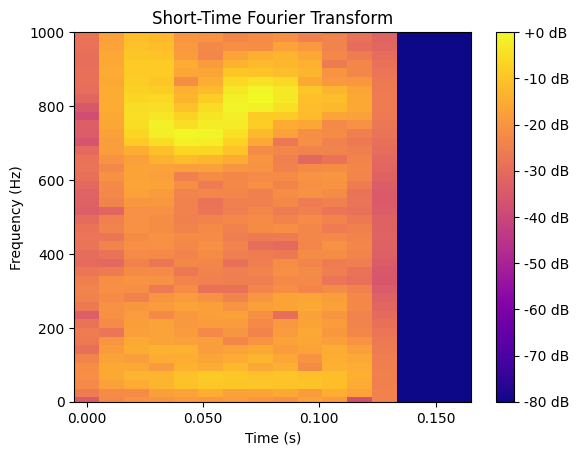 Short-Time Fourier Transform
1000
800
600
400
200
0
Frequency (Hz)
0.000
0.050
0.100
0.150
Time (s)
+0 dB
-10 dB
-20 dB
-30 dB
-40 dB
-50 dB
-60 dB
-70 dB
-80 dB